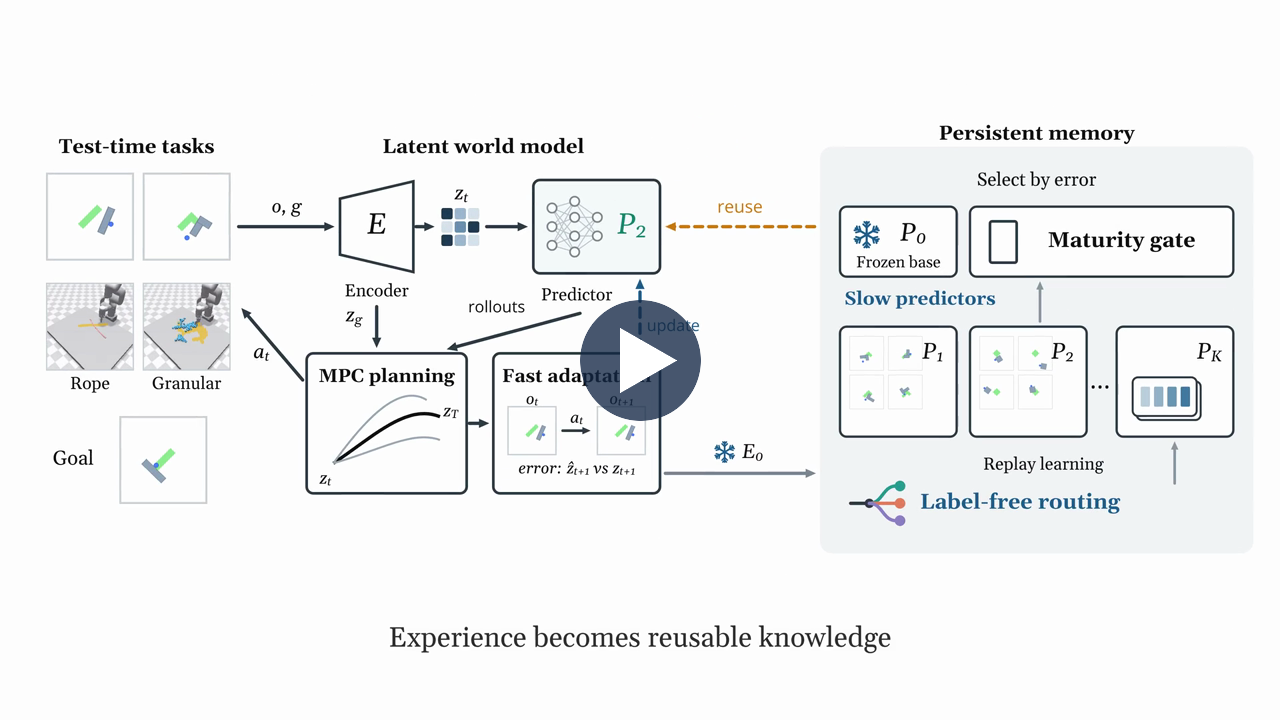 Test-time tasks
Rope
Granular
Goal
Latent world model
o, g
E
Encoder
z_t
P_2
Predictor
z_g
rollouts
update
a_t
MPC planning
z_T
z_t
o_t
a_t
o_{t+1}
error: ẑ_{t+1} vs z_{t+1}
reuse
E_0
Persistent memory
Select by error
P_0
Frozen base
Maturity gate
Slow predictors
P_1
P_2
...
P_K
Replay learning
Label-free routing
Experience becomes reusable knowledge